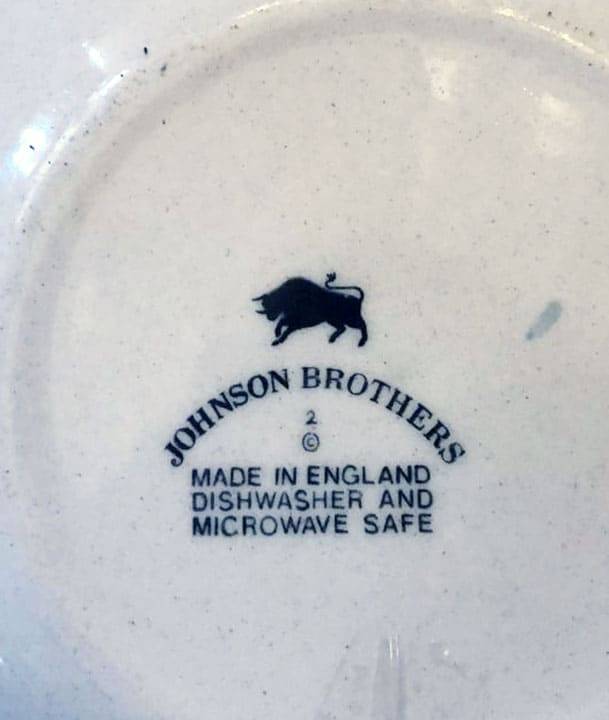 JOHNSON BROTHERS
2
©
MADE IN ENGLAND
DISHWASHER AND
MICROWAVE SAFE